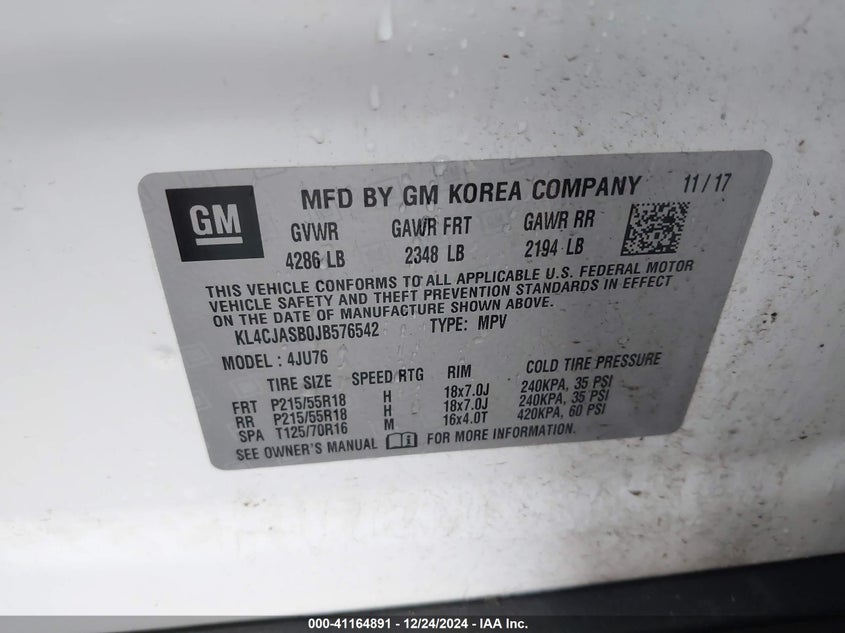 GM
MFD BY GM KOREA COMPANY 11/17
GVWR GAWR FRT GAWR RR
4286 LB 2348 LB 2194 LB
THIS VEHICLE CONFORMS TO ALL APPLICABLE U.S. FEDERAL MOTOR
VEHICLE SAFETY AND THEFT PREVENTION STANDARDS IN EFFECT
ON THE DATE OF MANUFACTURE SHOWN ABOVE.
KL4CJASB0JB576542 TYPE: MPV
MODEL: 4JU76
TIRE SIZE SPEED RTG RIM COLD TIRE PRESSURE
FRT P215/55R18 H 18x7.0J 240KPA, 35 PSI
RR P215/55R18 H 18x7.0J 240KPA, 35 PSI
SPA T125/70R16 M 16x4.0T 420KPA, 60 PSI
SEE OWNER'S MANUAL FOR MORE INFORMATION.
000-41164891 - 12/24/2024 - IAA Inc.